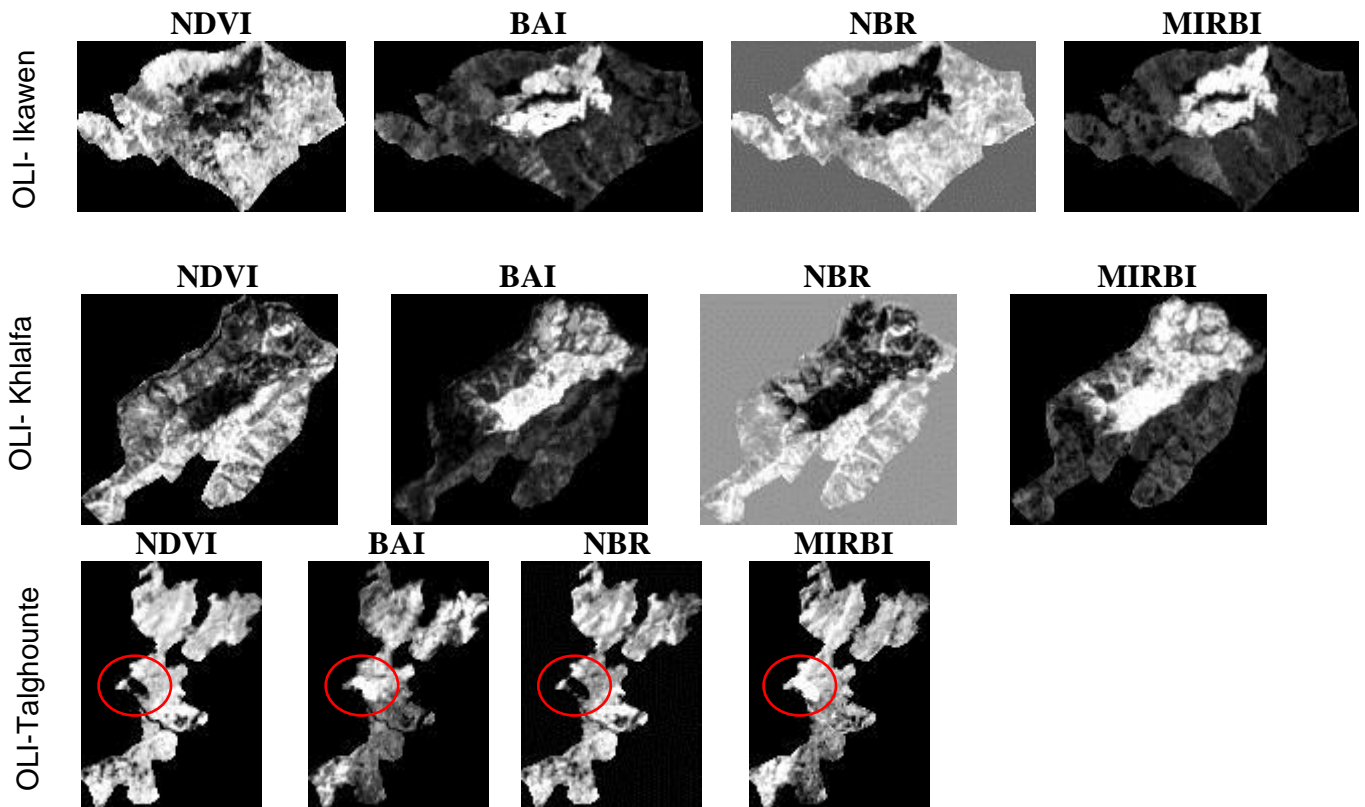 NDVI BAI NBR MIRBI
OLI- Ikawen
NDVI BAI NBR MIRBI
OLI- Khlalfa
NDVI BAI NBR MIRBI
OLI-Talghounte